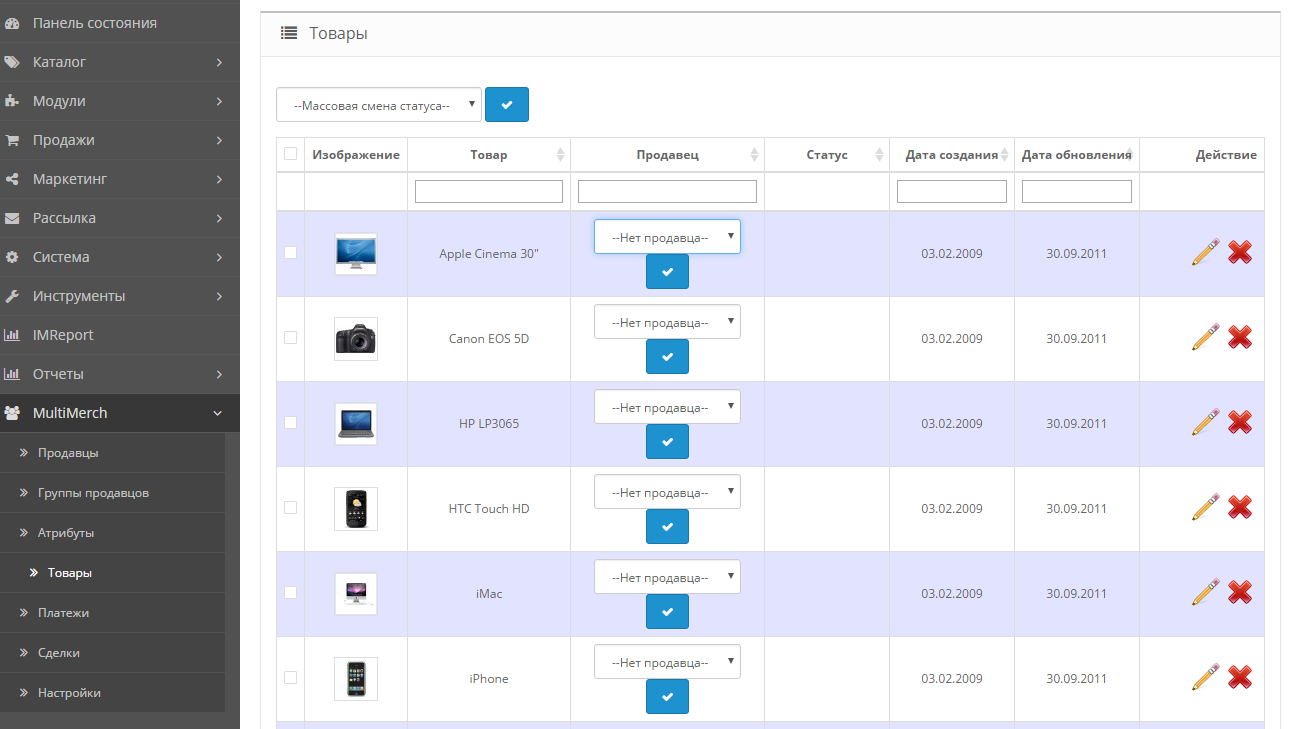 Панель состояния
Каталог
Модули
Продажи
Маркетинг
Рассылка
Система
Инструменты
IMReport
Отчеты
MultiMerch
Продавцы
Группы продавцов
Атрибуты
Товары
Платежи
Сделки
Настройки
Товары
--Массовая смена статуса--
Изображение Товар Продавец Статус Дата создания Дата обновления Действие
--Нет продавца--
Apple Cinema 30" 03.02.2009 30.09.2011
--Нет продавца--
Canon EOS 5D 03.02.2009 30.09.2011
--Нет продавца--
HP LP3065 03.02.2009 30.09.2011
--Нет продавца--
HTC Touch HD 03.02.2009 30.09.2011
--Нет продавца--
iMac 03.02.2009 30.09.2011
--Нет продавца--
iPhone 03.02.2009 30.09.2011